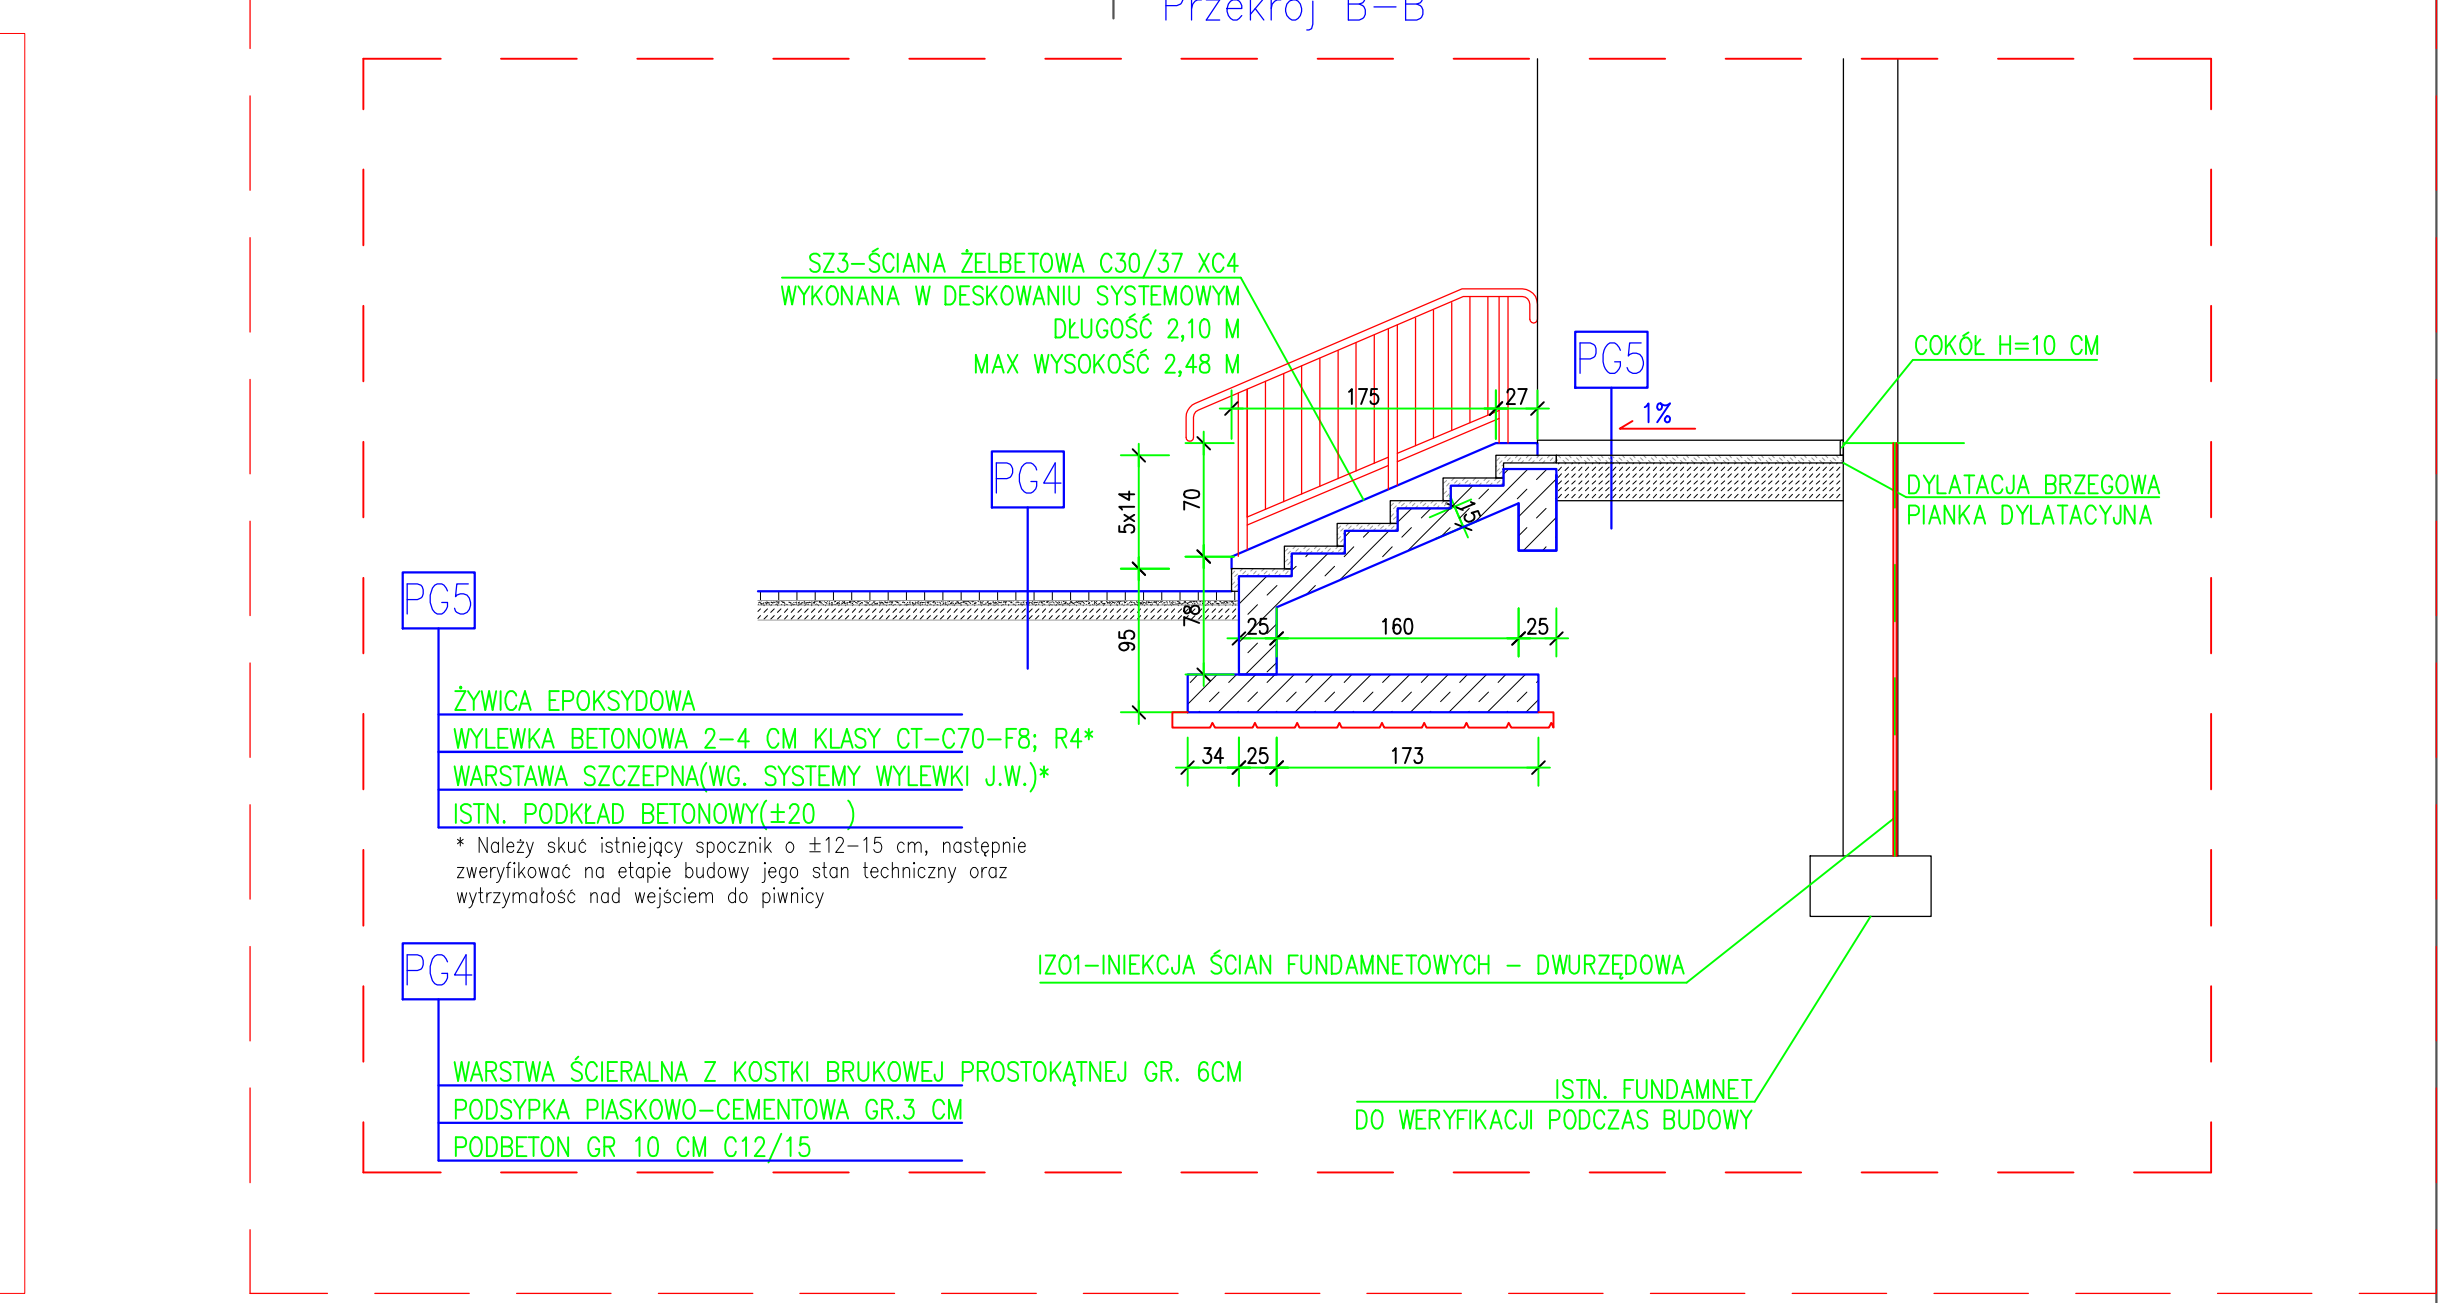 Przekrój B-B
SZ3-ŚCIANA ŻELBETOWA C30/37 XC4
WYKONANA W DESKOWANIU SYSTEMOWYM
DŁUGOŚĆ 2,10 M
MAX WYSOKOŚĆ 2,48 M
PG5
1%
COKÓŁ H=10 CM
175
27
PG4
5x14
70
15
DYLATACJA BRZEGOWA
PIANKA DYLATACYJNA
78
95
25
160
25
34
25
173
PG5
ŻYWICA EPOKSYDOWA
WYLEWKA BETONOWA 2-4 CM KLASY CT-C70-F8; R4*
WARSTAWA SZCZEPNA(WG. SYSTEMY WYLEWKI J.W.)*
ISTN. PODKŁAD BETONOWY(±20 )
* Należy skuć istniejący spocznik o ±12-15 cm, następnie
zweryfikować na etapie budowy jego stan techniczny oraz
wytrzymałość nad wejściem do piwnicy
IZ01-INIEKCJA ŚCIAN FUNDAMNETOWYCH - DWURZĘDOWA
PG4
WARSTWA ŚCIERALNA Z KOSTKI BRUKOWEJ PROSTOKĄTNEJ GR. 6CM
PODSYPKA PIASKOWO-CEMENTOWA GR.3 CM
PODBETON GR 10 CM C12/15
ISTN. FUNDAMNET
DO WERYFIKACJI PODCZAS BUDOWY